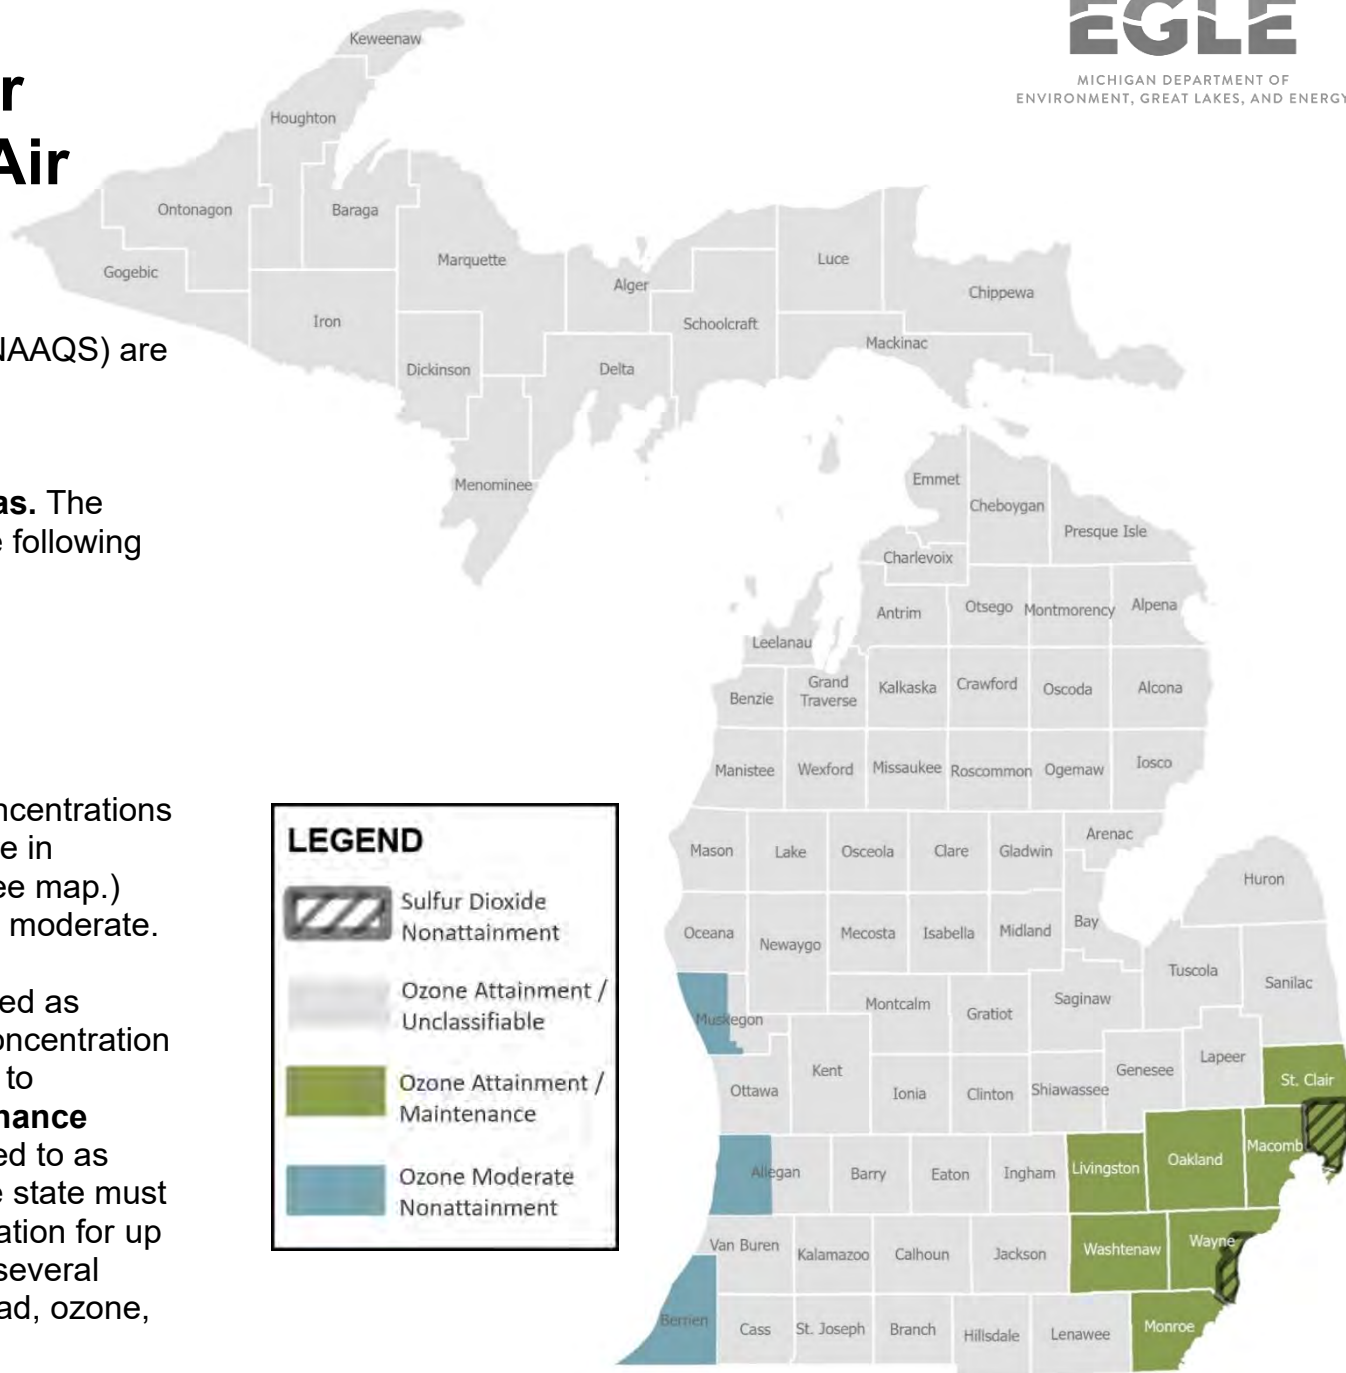 EGLE
MICHIGAN DEPARTMENT OF
ENVIRONMENT, GREAT LAKES, AND ENERGY
r
Air
NAAQS) are
as. The
e following
ncentrations
e in
ee map.)
moderate.
ed as
oncentration
to
nance
ed to as
e state must
ation for up
several
ad, ozone,
Keweenaw
Houghton
Ontonagon
Baraga
Gogebic
Marquette
Iron
Alger
Luce
Chippewa
Schoolcraft
Mackinac
Dickinson
Delta
Menominee
Emmet
Cheboygan
Presque Isle
Charlevoix
Antrim
Otsego
Montmorency
Alpena
Leelanau
Benzie
Grand
Traverse
Kalkaska
Crawford
Oscoda
Alcona
Manistee
Wexford
Missaukee
Roscommon
Ogemaw
Iosco
Mason
Lake
Osceola
Clare
Gladwin
Arenac
Huron
Oceana
Newaygo
Mecosta
Isabella
Midland
Bay
Tuscola
Sanilac
Muskegon
Montcalm
Gratiot
Saginaw
Ottawa
Kent
Ionia
Clinton
Shiawassee
Genesee
Lapeer
St. Clair
Allegan
Barry
Eaton
Ingham
Livingston
Oakland
Macomb
Van Buren
Kalamazoo
Calhoun
Jackson
Washtenaw
Wayne
Berrien
Cass
St. Joseph
Branch
Hillsdale
Lenawee
Monroe
LEGEND
Sulfur Dioxide
Nonattainment
Ozone Attainment /
Unclassifiable
Ozone Attainment /
Maintenance
Ozone Moderate
Nonattainment